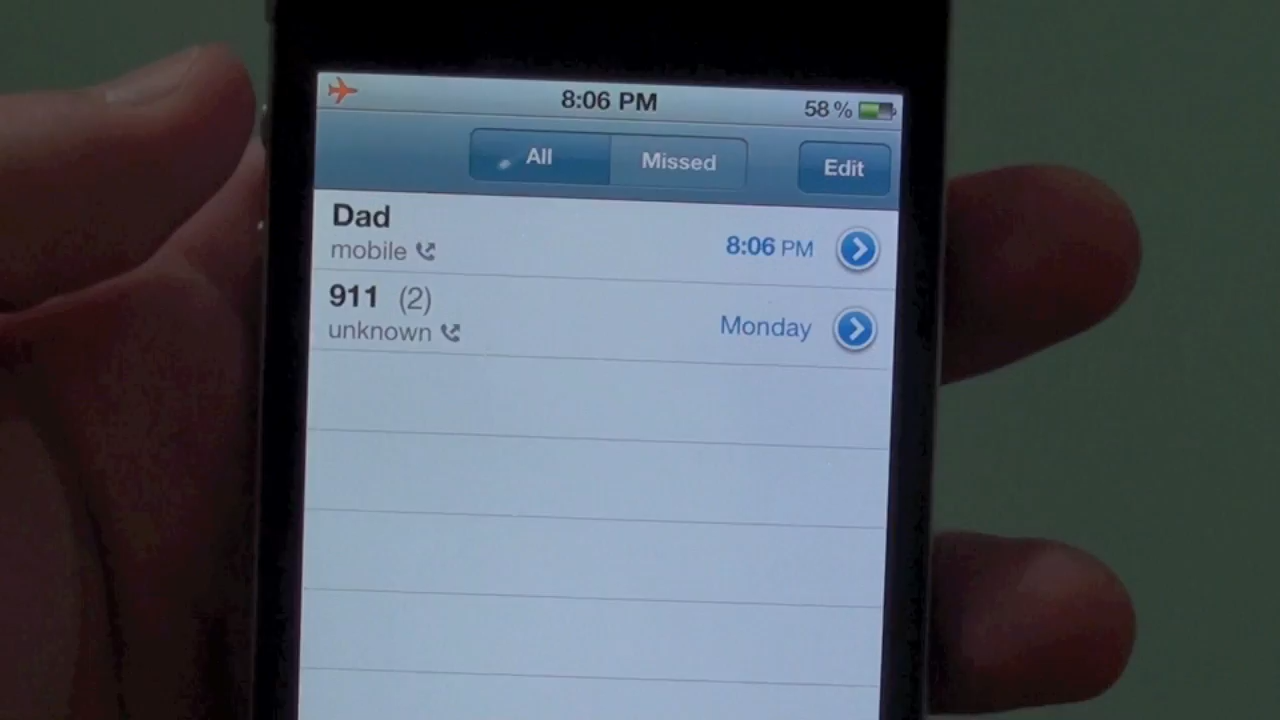 8:06 PM 58 %
All Missed Edit
Dad
mobile 8:06 PM
911 (2)
unknown Monday